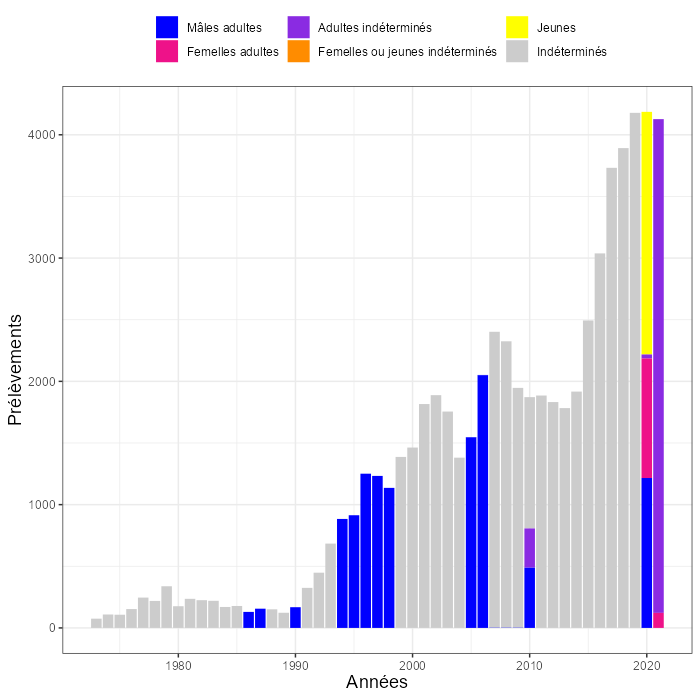 Mâles adultes
Adultes indéterminés
Jeunes
Femelles adultes
Femelles ou jeunes indéterminés
Indéterminés
Prélèvements
4000
3000
2000
1000
0
1980
1990
2000
2010
2020
Années